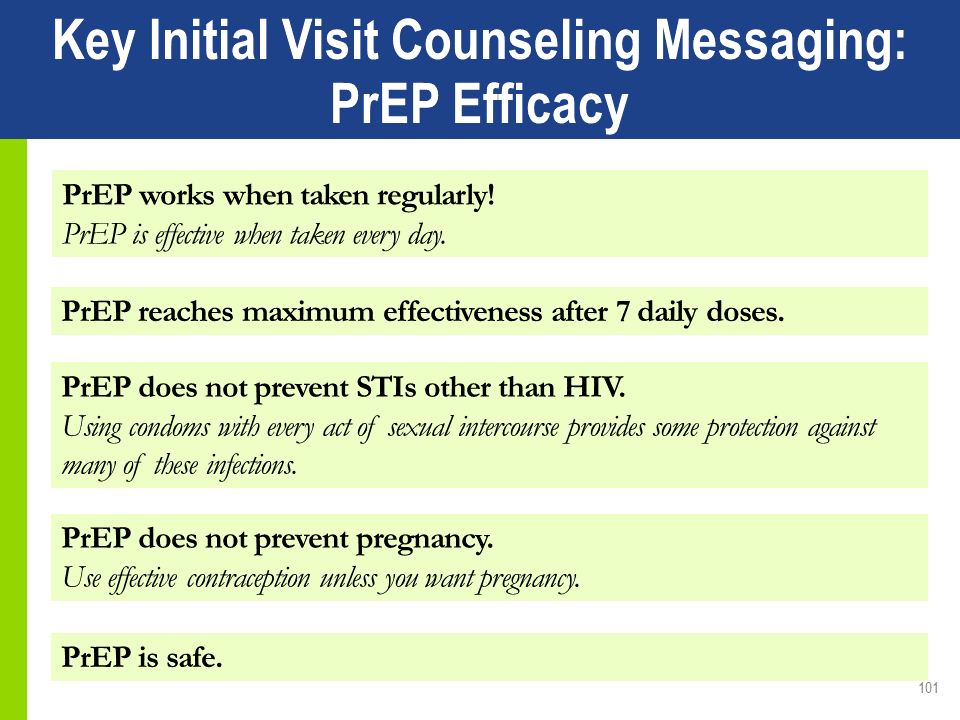 Key Initial Visit Counseling Messaging:
PrEP Efficacy
PrEP works when taken regularly!
PrEP is effective when taken every day.
PrEP reaches maximum effectiveness after 7 daily doses.
PrEP does not prevent STIs other than HIV.
Using condoms with every act of sexual intercourse provides some protection against
many of these infections.
PrEP does not prevent pregnancy.
Use effective contraception unless you want pregnancy.
PrEP is safe.
101